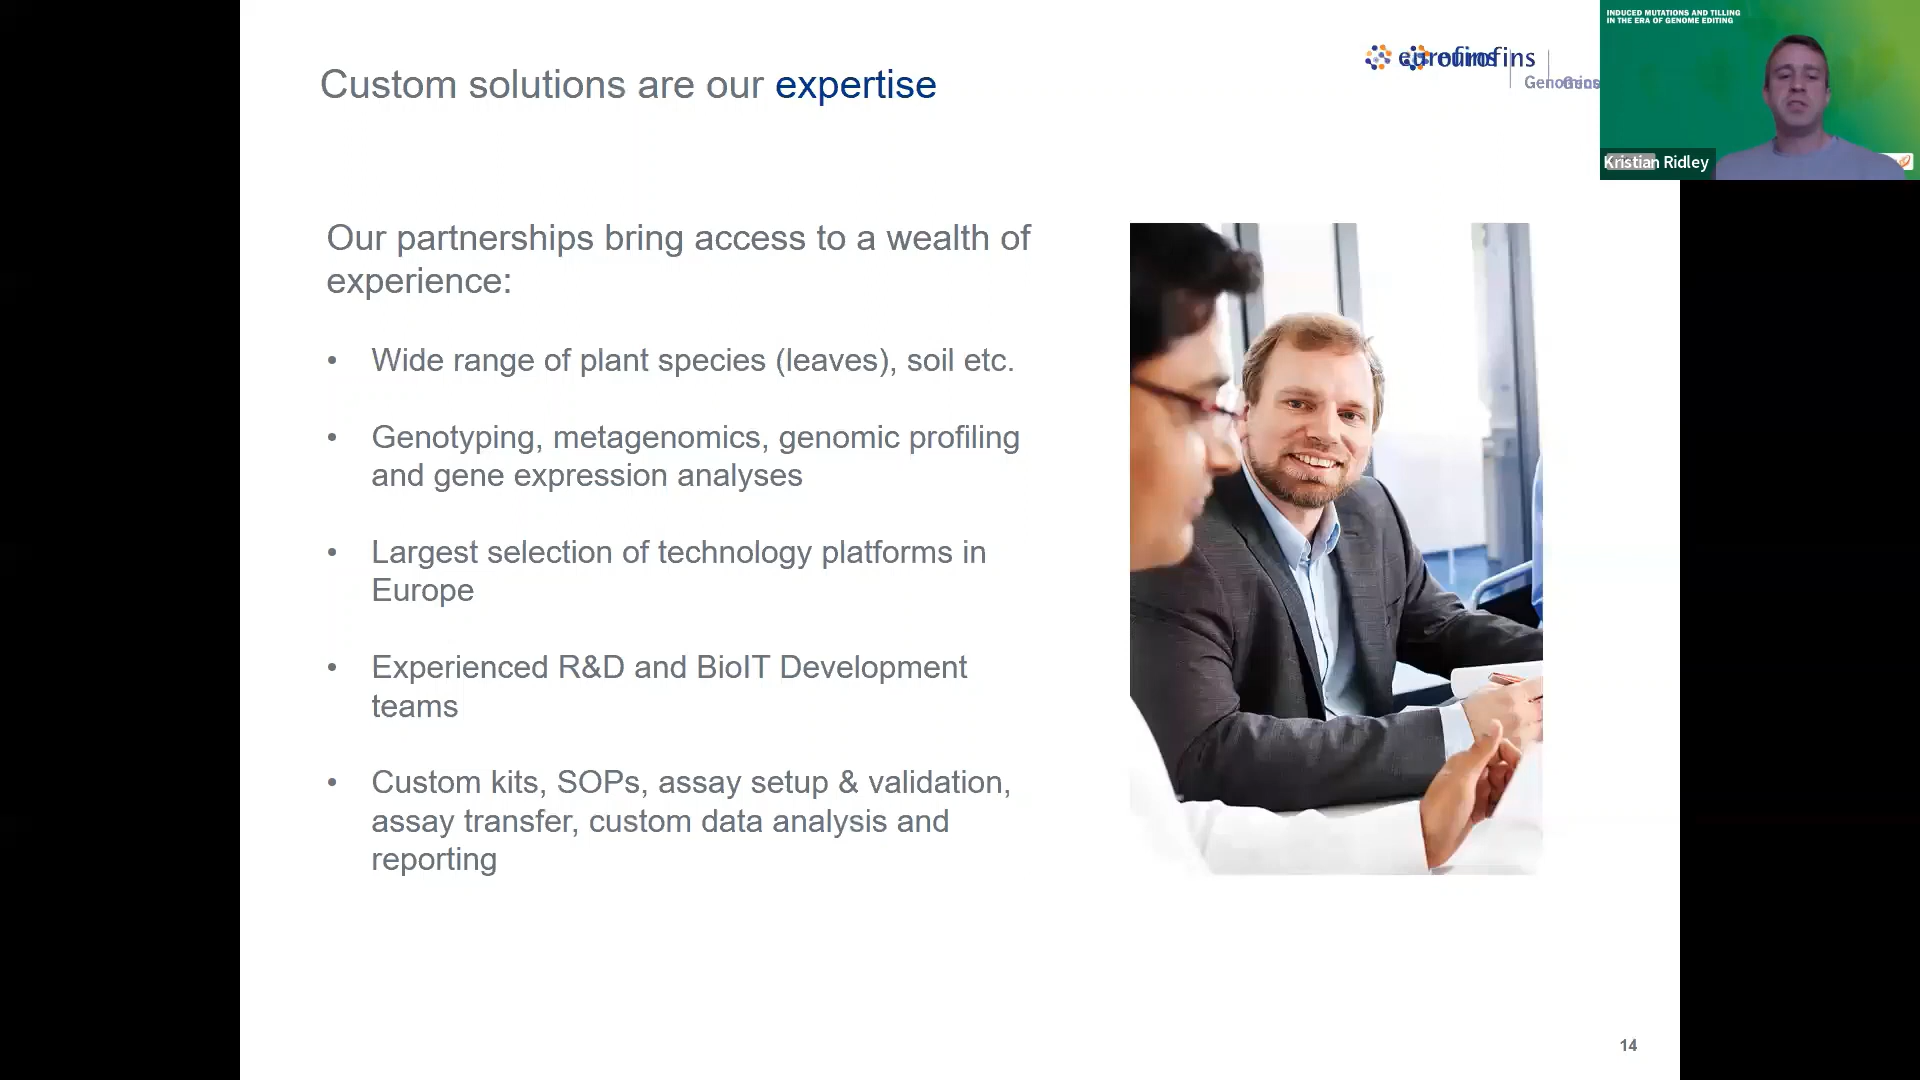 INDUCED MUTATIONS AND TILLING
IN THE ERA OF GENOME EDITING
Kristian Ridley
eurofins
Genomics
Custom solutions are our expertise
Our partnerships bring access to a wealth of
experience:
• Wide range of plant species (leaves), soil etc.
• Genotyping, metagenomics, genomic profiling
and gene expression analyses
• Largest selection of technology platforms in
Europe
• Experienced R&D and BioIT Development
teams
• Custom kits, SOPs, assay setup & validation,
assay transfer, custom data analysis and
reporting
14